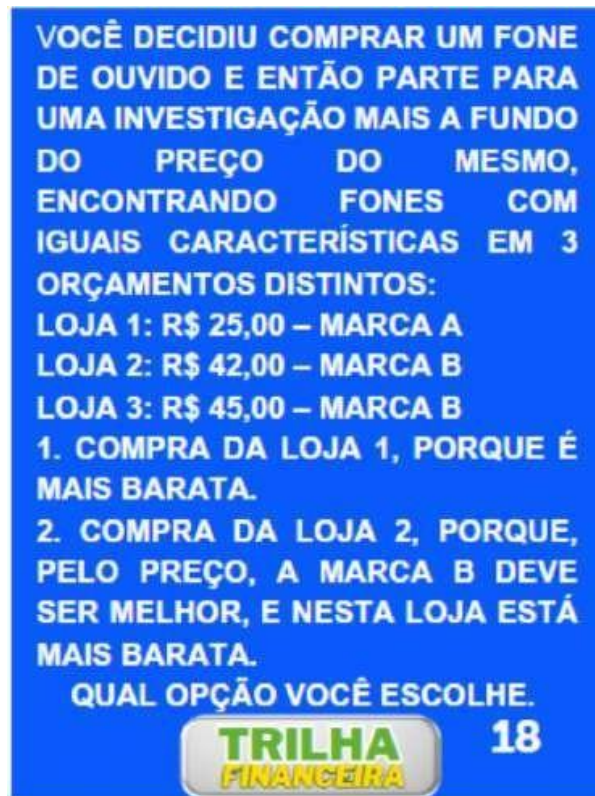 VOCÊ DECIDIU COMPRAR UM FONE
DE OUVIDO E ENTÃO PARTE PARA
UMA INVESTIGAÇÃO MAIS A FUNDO
DO PREÇO DO MESMO,
ENCONTRANDO FONES COM
IGUAIS CARACTERÍSTICAS EM 3
ORÇAMENTOS DISTINTOS:
LOJA 1: R$ 25,00 – MARCA A
LOJA 2: R$ 42,00 – MARCA B
LOJA 3: R$ 45,00 – MARCA B
1. COMPRA DA LOJA 1, PORQUE É
MAIS BARATA.
2. COMPRA DA LOJA 2, PORQUE,
PELO PREÇO, A MARCA B DEVE
SER MELHOR, E NESTA LOJA ESTÁ
MAIS BARATA.
QUAL OPÇÃO VOCÊ ESCOLHE.
TRILHA
FINANCEIRA
18